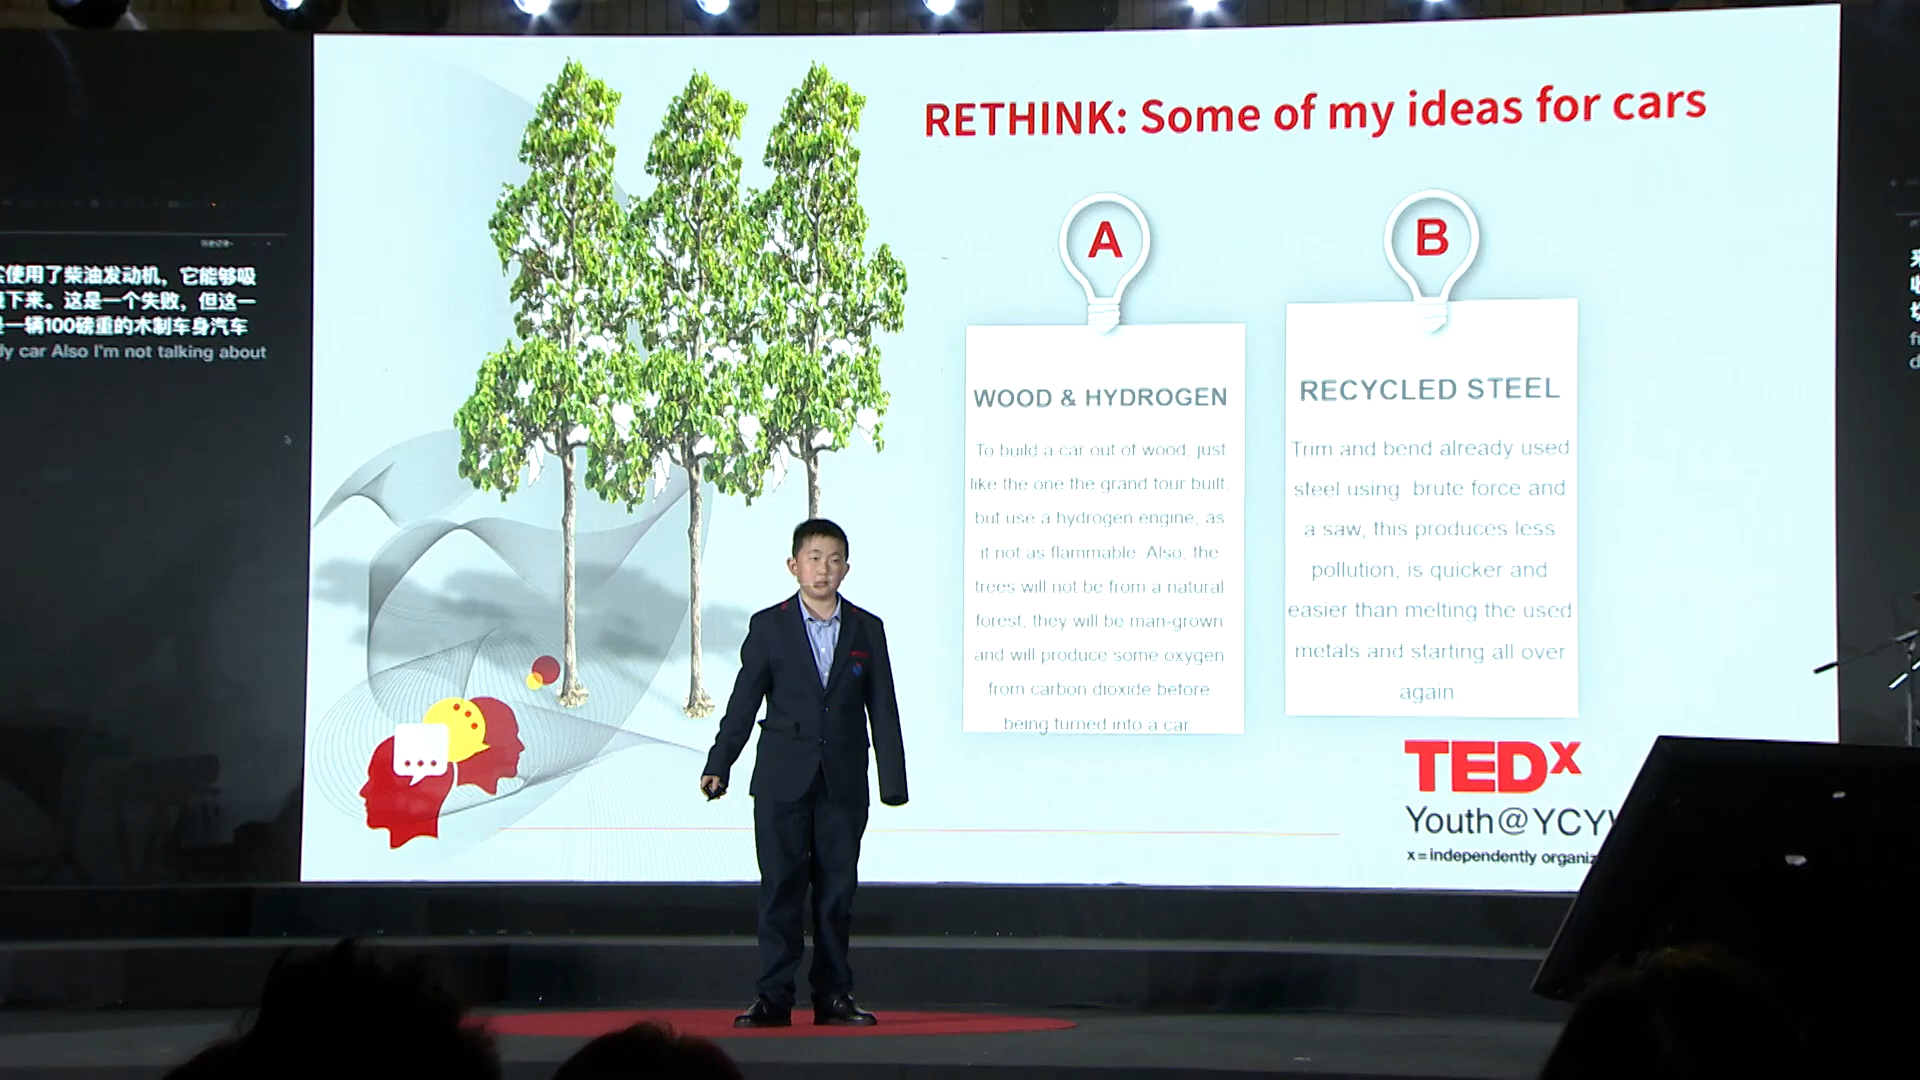 RETHINK: Some of my ideas for cars
A
WOOD & HYDROGEN
To build a car out of wood, just
like the one the grand tour built,
but use a hydrogen engine, as
it not as flammable. Also, the
trees will not be from a natural
forest, they will be man-grown
and will produce some oxygen
from carbon dioxide before
being turned into a car
B
RECYCLED STEEL
Trim and bend already used
steel using brute force and
a saw, this produces less
pollution, is quicker and
easier than melting the used
metals and starting all over
again
TEDx
Youth@YCY
x=independently organiz
使用了柴油发动机，它能够吸
下来。这是一个失败，但这一
一辆100磅重的木制车身汽车
dy car Also I'm not talking about